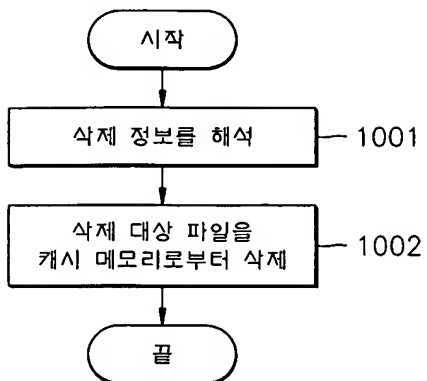 시작
삭제 정보를 해석
1001
삭제 대상 파일을
캐시 메모리로부터 삭제
1002
끝